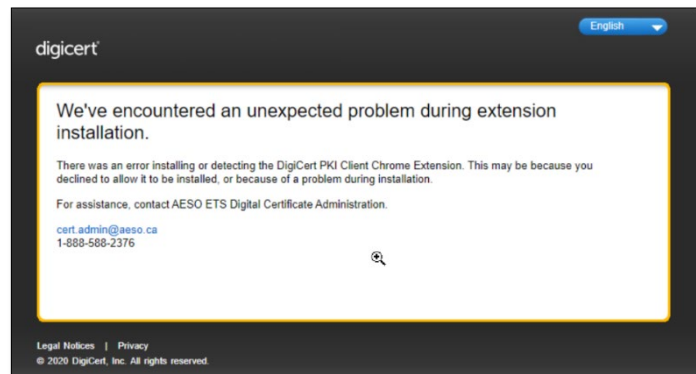 English
digicert
We've encountered an unexpected problem during extension
installation.
There was an error installing or detecting the DigiCert PKI Client Chrome Extension. This may be because you
declined to allow it to be installed, or because of a problem during installation.
For assistance, contact AESO ETS Digital Certificate Administration.
cert.admin@aeso.ca
1-888-588-2376
Legal Notices | Privacy
© 2020 DigiCert, Inc. All rights reserved.